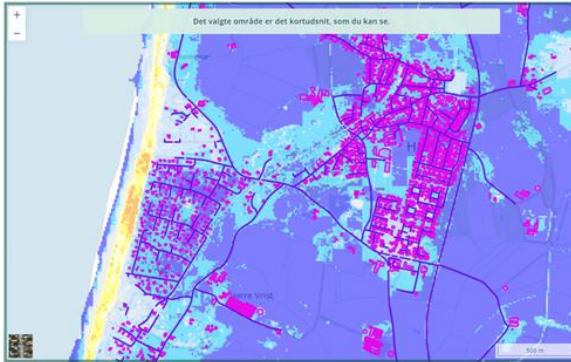 Det valgte område er det kortudsnit, som du kan se.
+
−
H
500 m